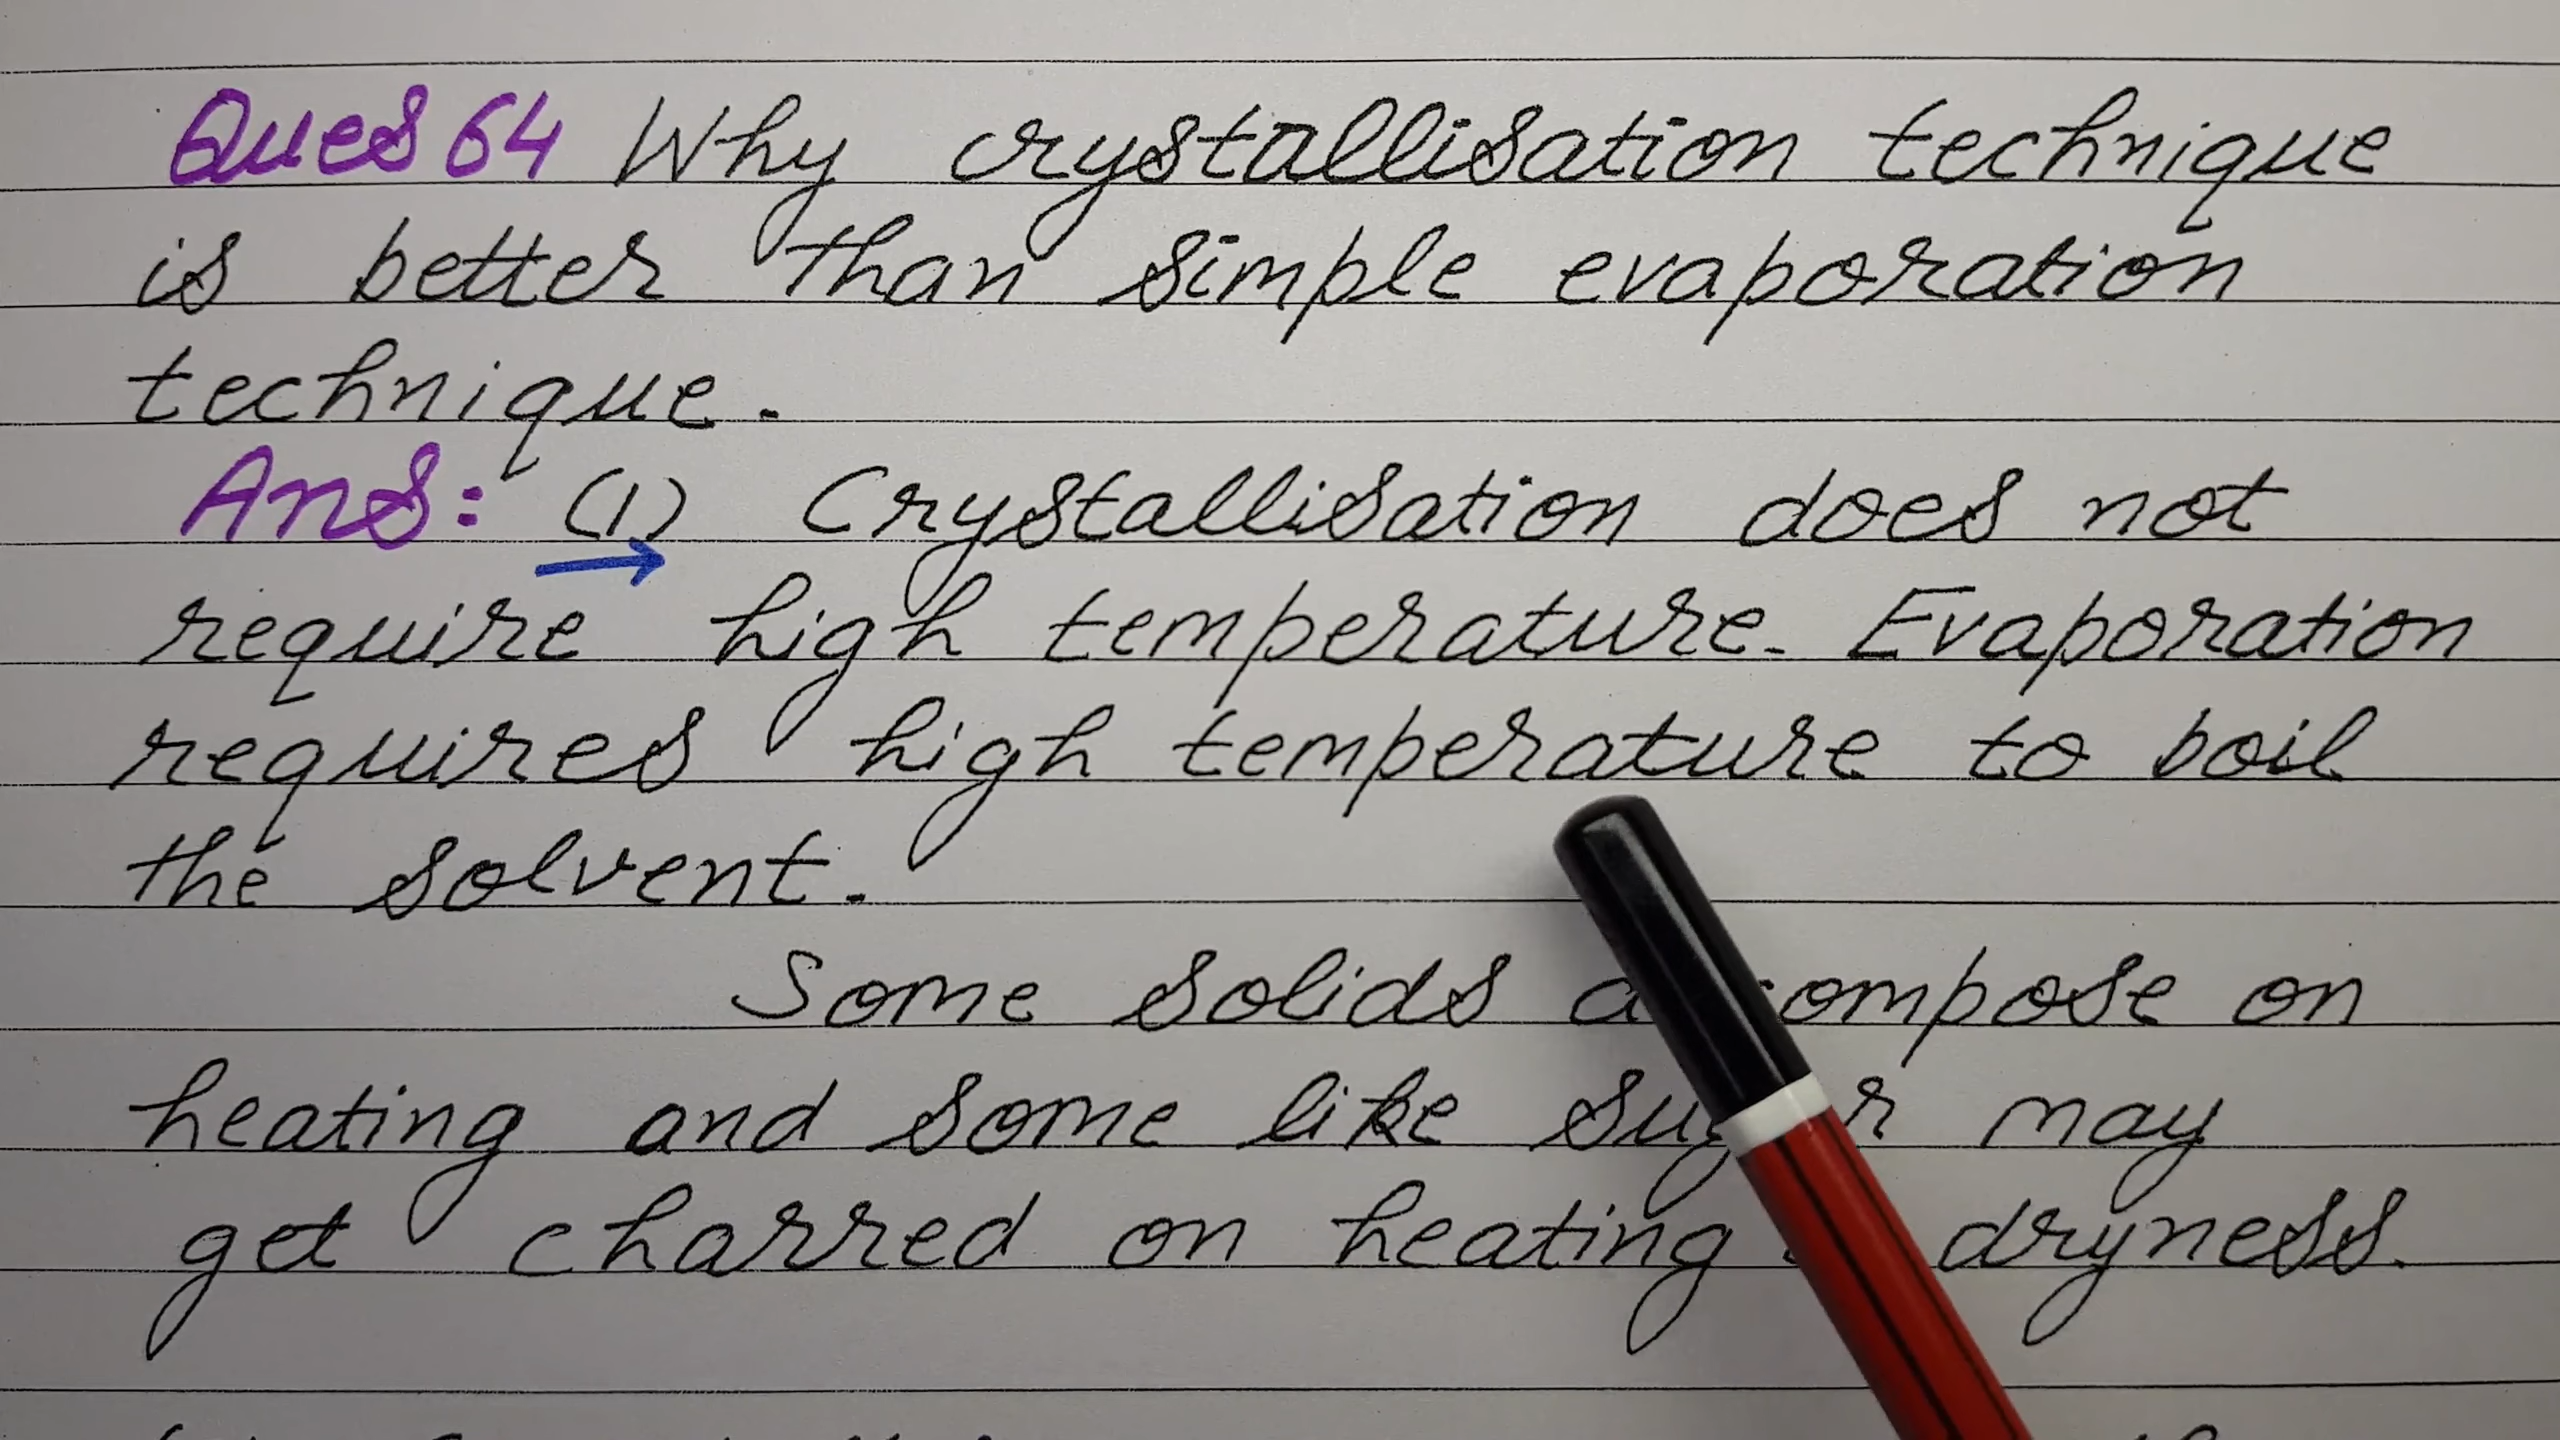 Ques 64 Why crystallisation technique
is better than simple evaporation
technique.
Ans: (1) Crystallisation does not
require high temperature. Evaporation
requires high temperature to boil
the solvent.
Some solids decompose on
heating and some like sugar may
get charred on heating dryness.